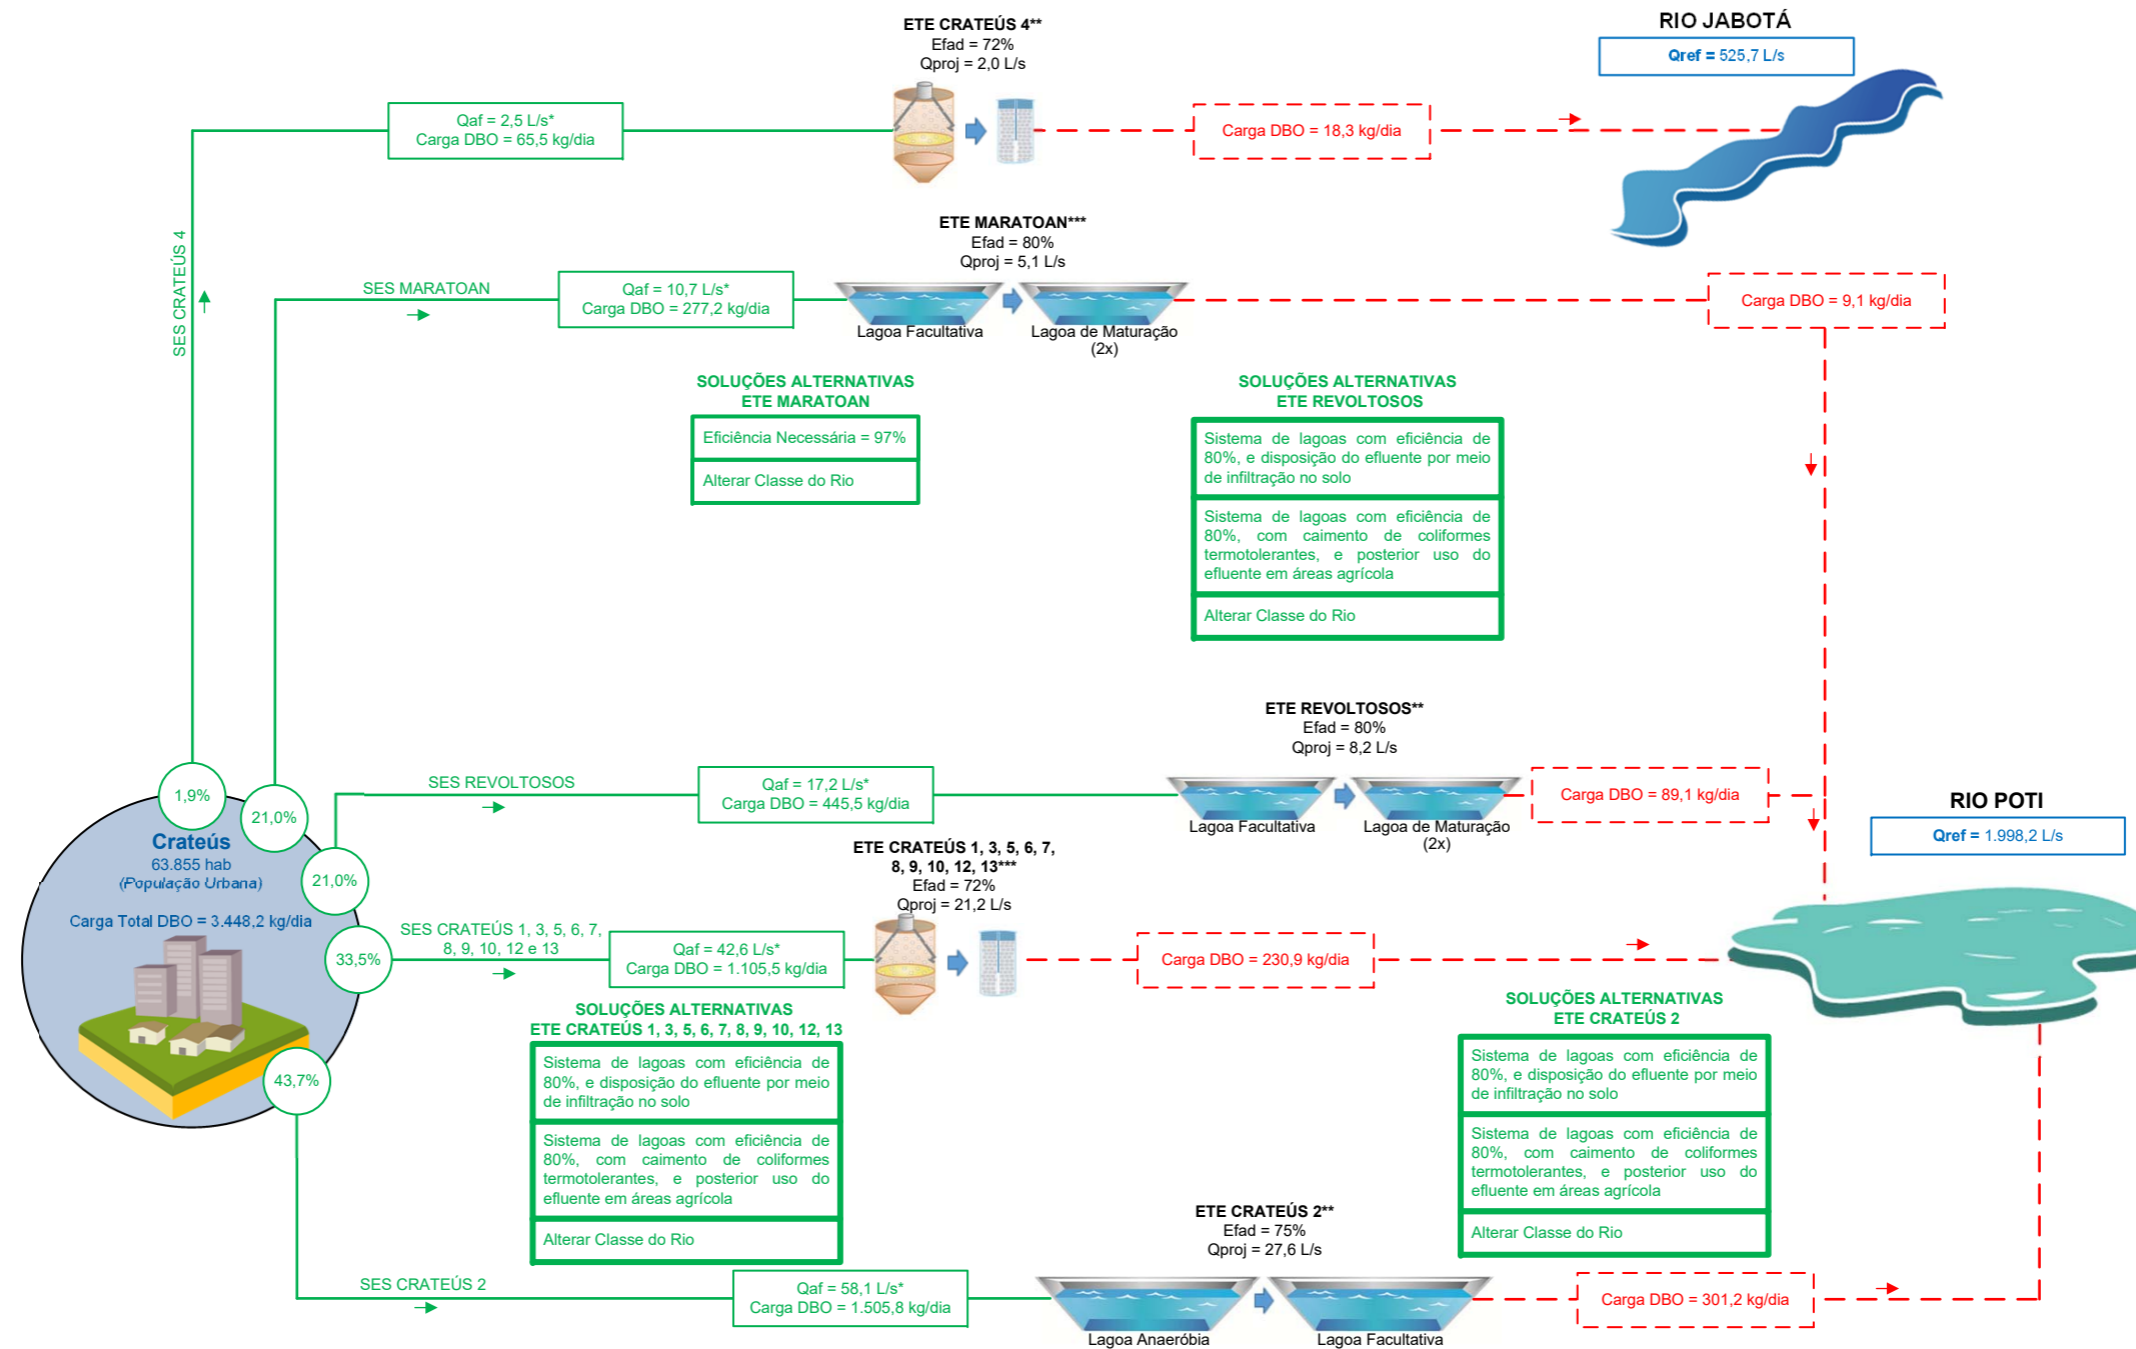 ETE CRATEÚS 4**
Efad = 72%
Qproj = 2,0 L/s
RIO JABOTÁ
Qref = 525,7 L/s
Qaf = 2,5 L/s*
Carga DBO = 65,5 kg/dia
Carga DBO = 18,3 kg/dia
SES CRATEÚS 4
ETE MARATOAN***
Efad = 80%
Qproj = 5,1 L/s
SES MARATOAN
Qaf = 10,7 L/s*
Carga DBO = 277,2 kg/dia
Lagoa Facultativa
Lagoa de Maturação
(2x)
Carga DBO = 9,1 kg/dia
SOLUÇÕES ALTERNATIVAS
ETE MARATOAN
Eficiência Necessária = 97%
Alterar Classe do Rio
SOLUÇÕES ALTERNATIVAS
ETE REVOLTOSOS
Sistema de lagoas com eficiência de
80%, e disposição do efluente por meio
de infiltração no solo
Sistema de lagoas com eficiência de
80%, com caimento de coliformes
termotolerantes, e posterior uso do
efluente em áreas agrícola
Alterar Classe do Rio
ETE REVOLTOSOS**
Efad = 80%
Qproj = 8,2 L/s
SES REVOLTOSOS
Qaf = 17,2 L/s*
Carga DBO = 445,5 kg/dia
Lagoa Facultativa
Lagoa de Maturação
(2x)
Carga DBO = 89,1 kg/dia
RIO POTI
Qref = 1.998,2 L/s
1,9%
21,0%
21,0%
33,5%
43,7%
Crateús
63.855 hab
(População Urbana)
Carga Total DBO = 3.448,2 kg/dia
ETE CRATEÚS 1, 3, 5, 6, 7,
8, 9, 10, 12, 13***
Efad = 72%
Qproj = 21,2 L/s
SES CRATEÚS 1, 3, 5, 6, 7,
8, 9, 10, 12 e 13
Qaf = 42,6 L/s*
Carga DBO = 1.105,5 kg/dia
Carga DBO = 230,9 kg/dia
SOLUÇÕES ALTERNATIVAS
ETE CRATEÚS 1, 3, 5, 6, 7, 8, 9, 10, 12, 13
Sistema de lagoas com eficiência de
80%, e disposição do efluente por meio
de infiltração no solo
Sistema de lagoas com eficiência de
80%, com caimento de coliformes
termotolerantes, e posterior uso do
efluente em áreas agrícola
Alterar Classe do Rio
SOLUÇÕES ALTERNATIVAS
ETE CRATEÚS 2
Sistema de lagoas com eficiência de
80%, e disposição do efluente por meio
de infiltração no solo
Sistema de lagoas com eficiência de
80%, com caimento de coliformes
termotolerantes, e posterior uso do
efluente em áreas agrícola
Alterar Classe do Rio
ETE CRATEÚS 2**
Efad = 75%
Qproj = 27,6 L/s
SES CRATEÚS 2
Qaf = 58,1 L/s*
Carga DBO = 1.505,8 kg/dia
Lagoa Anaeróbia
Lagoa Facultativa
Carga DBO = 301,2 kg/dia